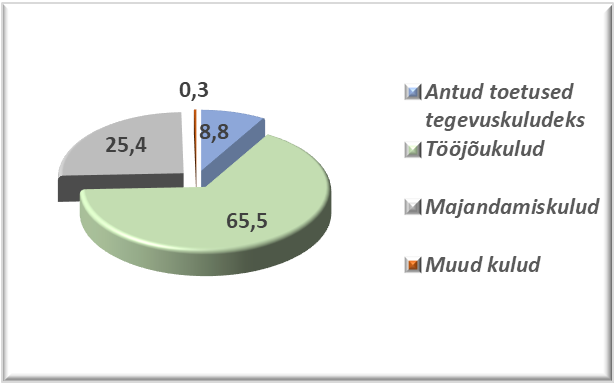 0,3
8,8
25,4
65,5
Antud toetused
tegevuskuludeks
Tööjõukulud
Majandamiskulud
Muud kulud